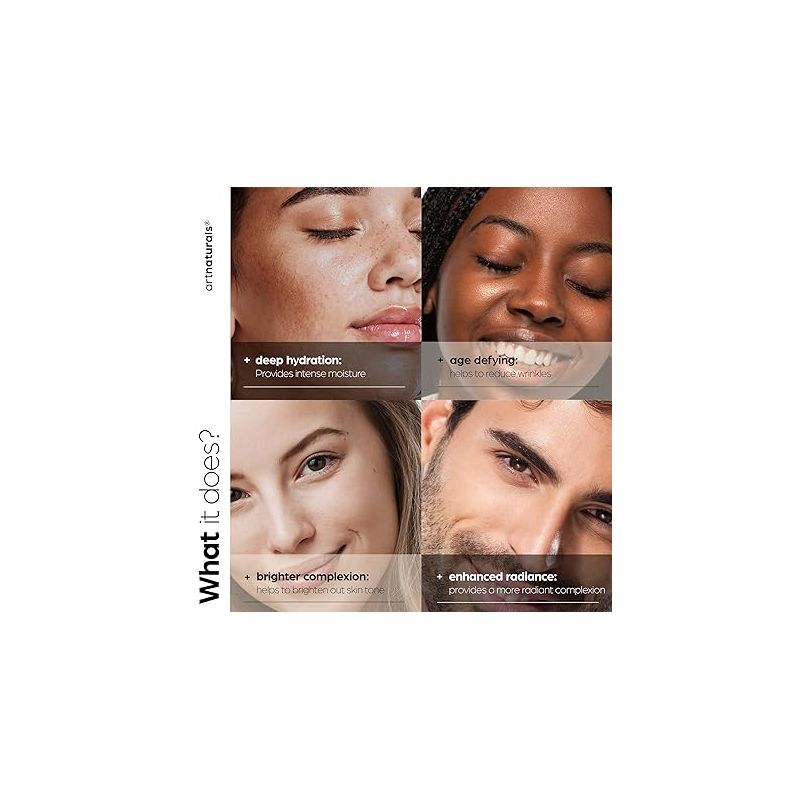 artnaturals®
What it does?
+ deep hydration:
Provides intense moisture
+ age defying:
helps to reduce wrinkles
+ brighter complexion:
helps to brighten out skin tone
+ enhanced radiance:
provides a more radiant complexion